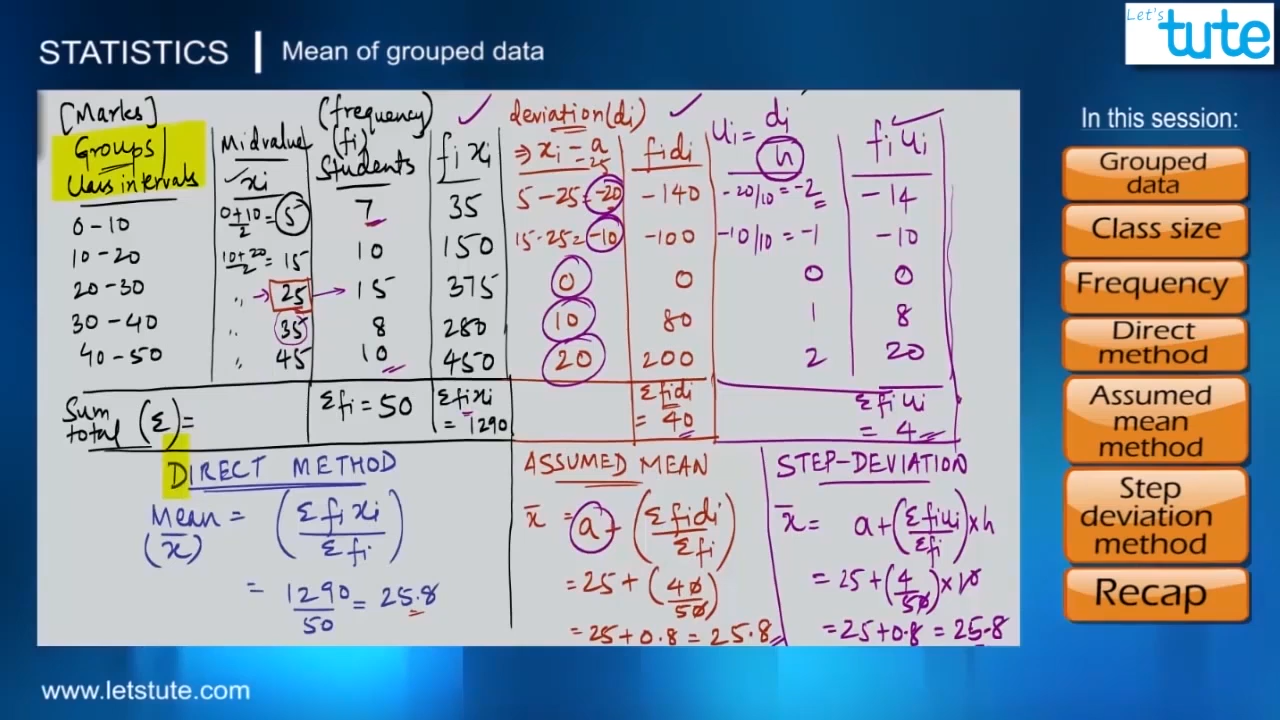 Let's
tute
STATISTICS | Mean of grouped data
[Marks]
Groups
Class intervals
Midvalue
xi
(frequency)
(fi)
Students
fi xi
deviation(di)
⇒ xi - a
25
fidi
ui = di
h
fi ui
0-10 0+10/2 = 5 7 35 5-25=-20 -140 -20/10=-2 -14
10-20 10+20/2 = 15 10 150 15-25=-10 -100 -10/10=-1 -10
20-30 " → 25 → 15 375 0 0 0 0
30-40 " 35 8 280 10 80 1 8
40-50 " 45 10 450 20 200 2 20
Sum
total (Σ)=
Σfi = 50
Σfixi
= 1290
Σfidi
= 40
Σfiui
= 4
DIRECT METHOD
Mean = (Σfixi/Σfi)
(x̄)
= 1290/50 = 25.8
ASSUMED MEAN
x̄ = a + (Σfidi/Σfi)
= 25 + (40/50)
= 25 + 0.8 = 25.8
STEP-DEVIATION
x̄ = a + (Σfiui/Σfi) × h
= 25 + (4/50) × 10
= 25 + 0.8 = 25.8
In this session:
Grouped
data
Class size
Frequency
Direct
method
Assumed
mean
method
Step
deviation
method
Recap
www.letstute.com